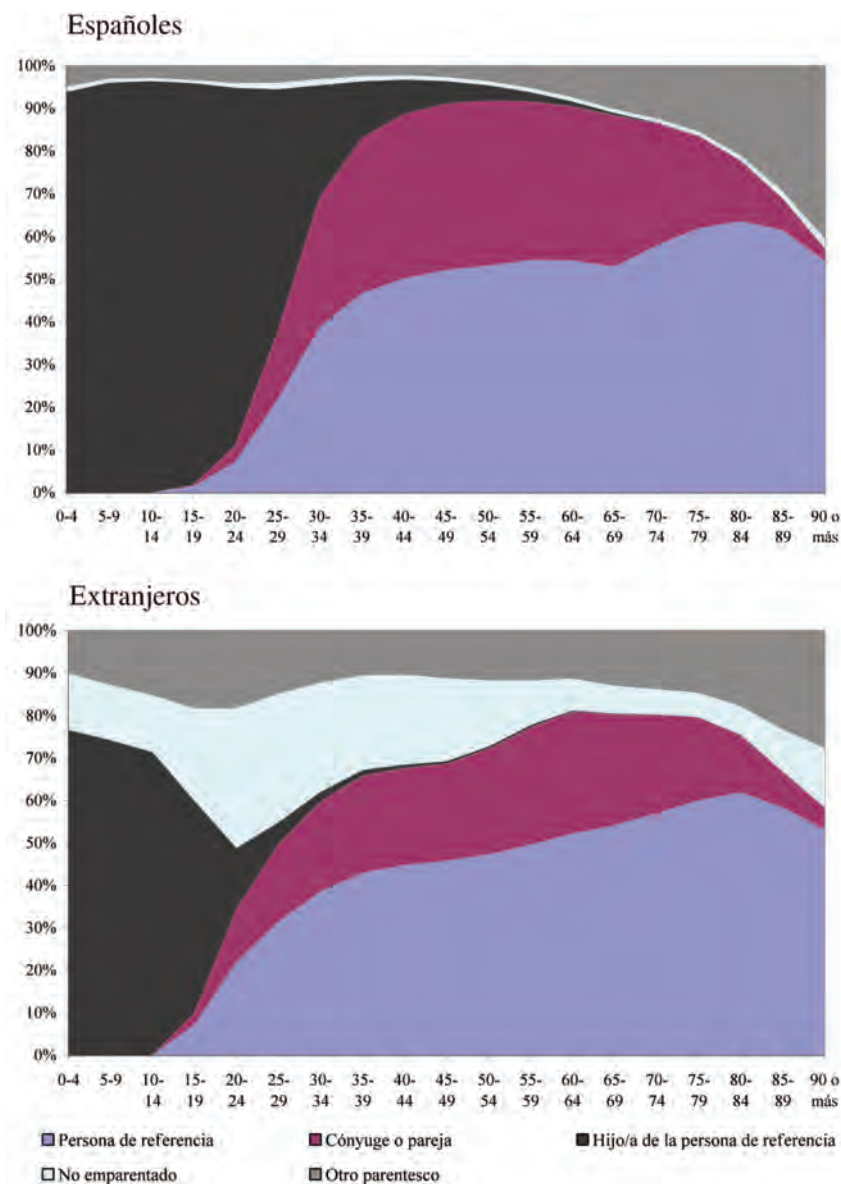 Españoles
100%
90%
80%
70%
60%
50%
40%
30%
20%
10%
0%
0-4 5-9 10- 15- 20- 25- 30- 35- 40- 45- 50- 55- 60- 65- 70- 75- 80- 85- 90 o
14 19 24 29 34 39 44 49 54 59 64 69 74 79 84 89 más
Extranjeros
100%
90%
80%
70%
60%
50%
40%
30%
20%
10%
0%
0-4 5-9 10- 15- 20- 25- 30- 35- 40- 45- 50- 55- 60- 65- 70- 75- 80- 85- 90 o
14 19 24 29 34 39 44 49 54 59 64 69 74 79 84 89 más
Persona de referencia Cónyuge o pareja Hijo/a de la persona de referencia
No emparentado Otro parentesco